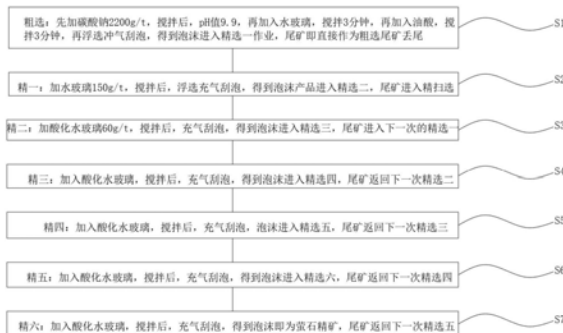 粗选：先加碳酸钠2200g/t，搅拌后，pH值9.9，再加入水玻璃，搅拌3分钟，再加入油酸，搅
拌3分钟，再浮选冲气刮泡，得到泡沫进入精选一作业，尾矿即直接作为粗选尾矿丢尾
S1
精一：加水玻璃150g/t，搅拌后，浮选充气刮泡，得到泡沫产品进入精选二，尾矿进入精扫选
S2
精二：加酸化水玻璃60g/t，搅拌后，充气刮泡，得到泡沫进入精选三，尾矿进入下一次的精选一
S3
精三：加入酸化水玻璃，搅拌后，充气刮泡，得到泡沫进入精选四，尾矿返回下一次精选二
S4
精四：加入酸化水玻璃，搅拌后，充气刮泡，泡沫进入精选五，尾矿返回下一次精选三
S5
精五：加入酸化水玻璃，搅拌后，充气刮泡，得到泡沫进入精选六，尾矿返回下一次精选四
S6
精六：加入酸化水玻璃，搅拌后，充气刮泡，得到泡沫即为萤石精矿，尾矿返回下一次精选五
S7